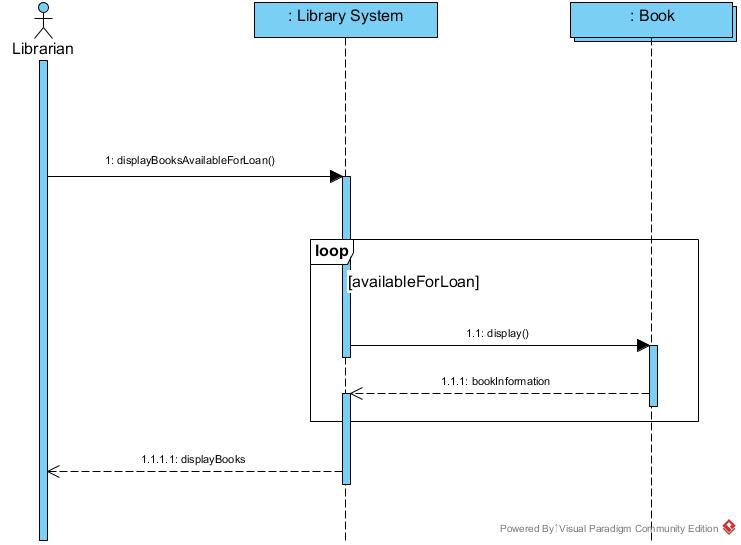 Librarian
: Library System
: Book
1: displayBooksAvailableForLoan()
loop
[availableForLoan]
1.1: display()
1.1.1: bookInformation
1.1.1.1: displayBooks
Powered By Visual Paradigm Community Edition